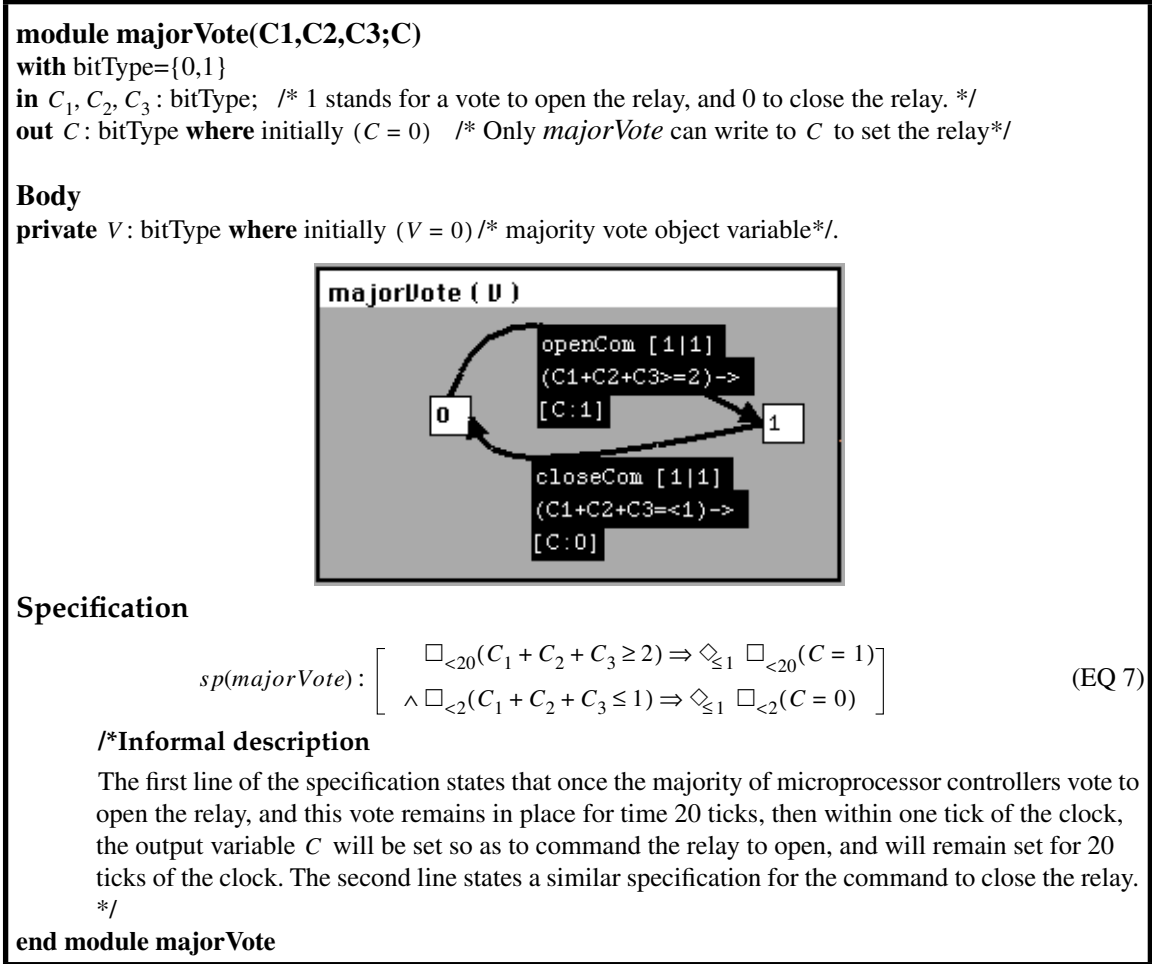 module majorVote(C1,C2,C3;C)
with bitType={0,1}
in C₁, C₂, C₃ : bitType; /* 1 stands for a vote to open the relay, and 0 to close the relay. */
out C : bitType where initially (C = 0) /* Only majorVote can write to C to set the relay*/
Body
private V : bitType where initially (V = 0) /* majority vote object variable*/.
majorVote ( V )
openCom [1|1]
(C1+C2+C3>=2)->
[C:1]
0
1
closeCom [1|1]
(C1+C2+C3=<1)->
[C:0]
Specification
sp(majorVote) : [ □<20(C₁ + C₂ + C₃ ≥ 2) ⇒ ◇≤1 □<20(C = 1)
∧ □<2(C₁ + C₂ + C₃ ≤ 1) ⇒ ◇≤1 □<2(C = 0) ] (EQ 7)
/*Informal description
The first line of the specification states that once the majority of microprocessor controllers vote to
open the relay, and this vote remains in place for time 20 ticks, then within one tick of the clock,
the output variable C will be set so as to command the relay to open, and will remain set for 20
ticks of the clock. The second line states a similar specification for the command to close the relay.
*/
end module majorVote